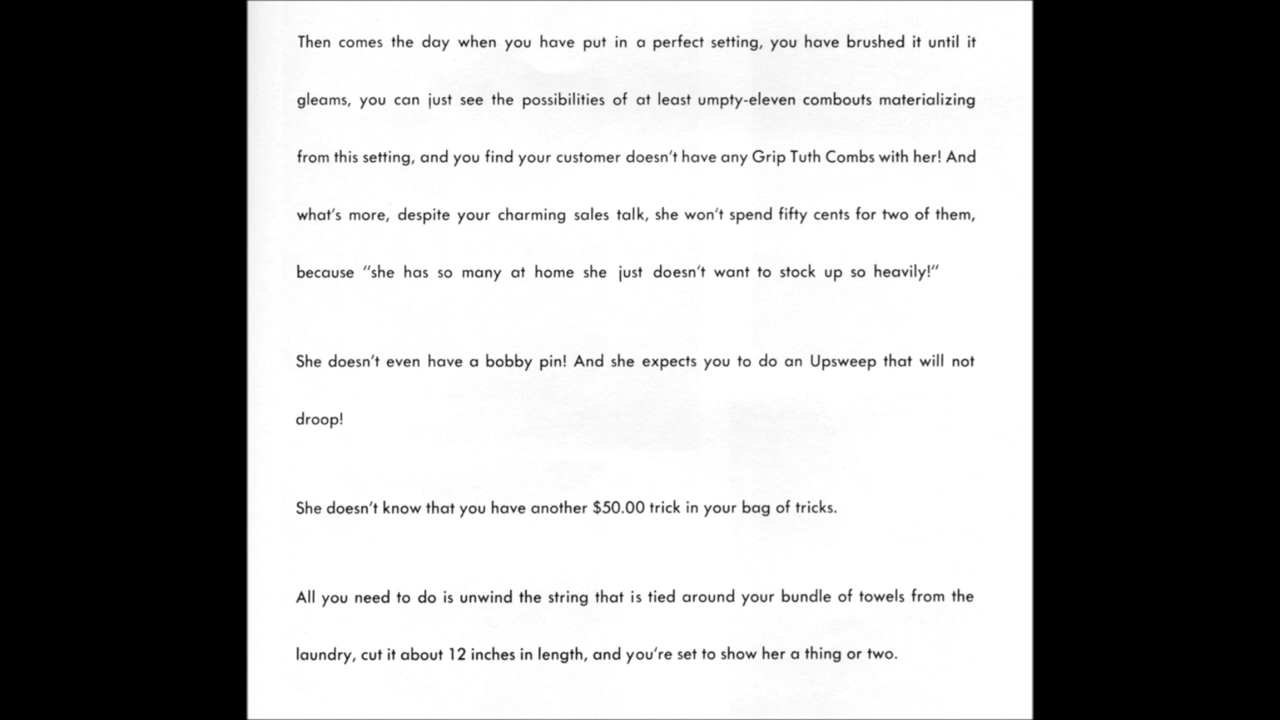 Then comes the day when you have put in a perfect setting, you have brushed it until it
gleams, you can just see the possibilities of at least umpty-eleven combouts materializing
from this setting, and you find your customer doesn't have any Grip Tuth Combs with her! And
what's more, despite your charming sales talk, she won't spend fifty cents for two of them,
because "she has so many at home she just doesn't want to stock up so heavily!"
She doesn't even have a bobby pin! And she expects you to do an Upsweep that will not
droop!
She doesn't know that you have another $50.00 trick in your bag of tricks.
All you need to do is unwind the string that is tied around your bundle of towels from the
laundry, cut it about 12 inches in length, and you're set to show her a thing or two.